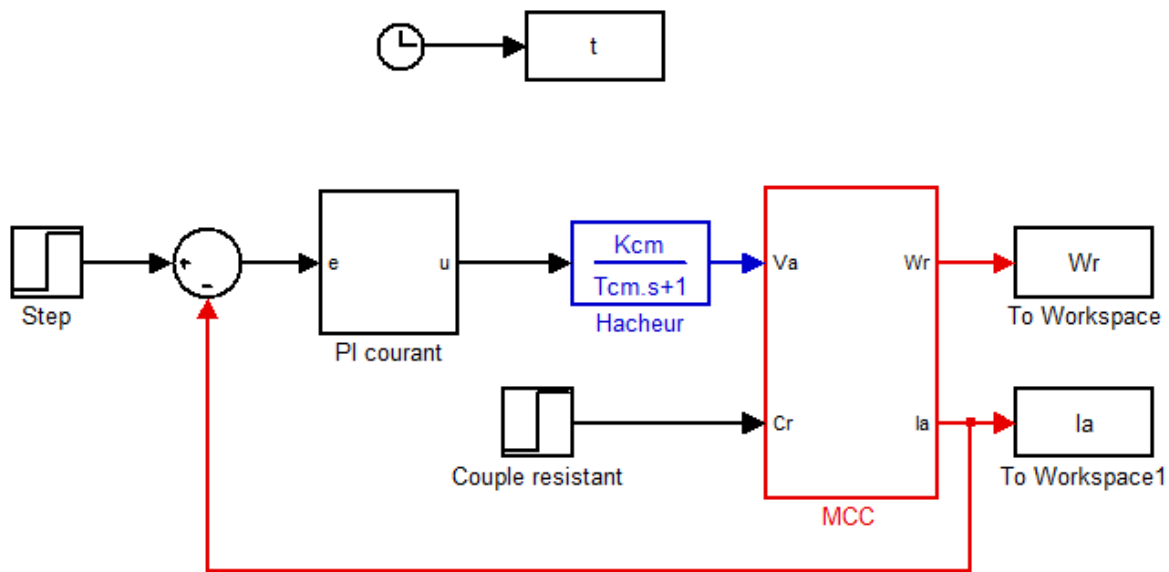 t
Step
+
-
e
u
PI courant
Kcm
Tcm.s+1
Hacheur
Va
Wr
Cr
Ia
MCC
Wr
To Workspace
Ia
To Workspace1
Couple resistant